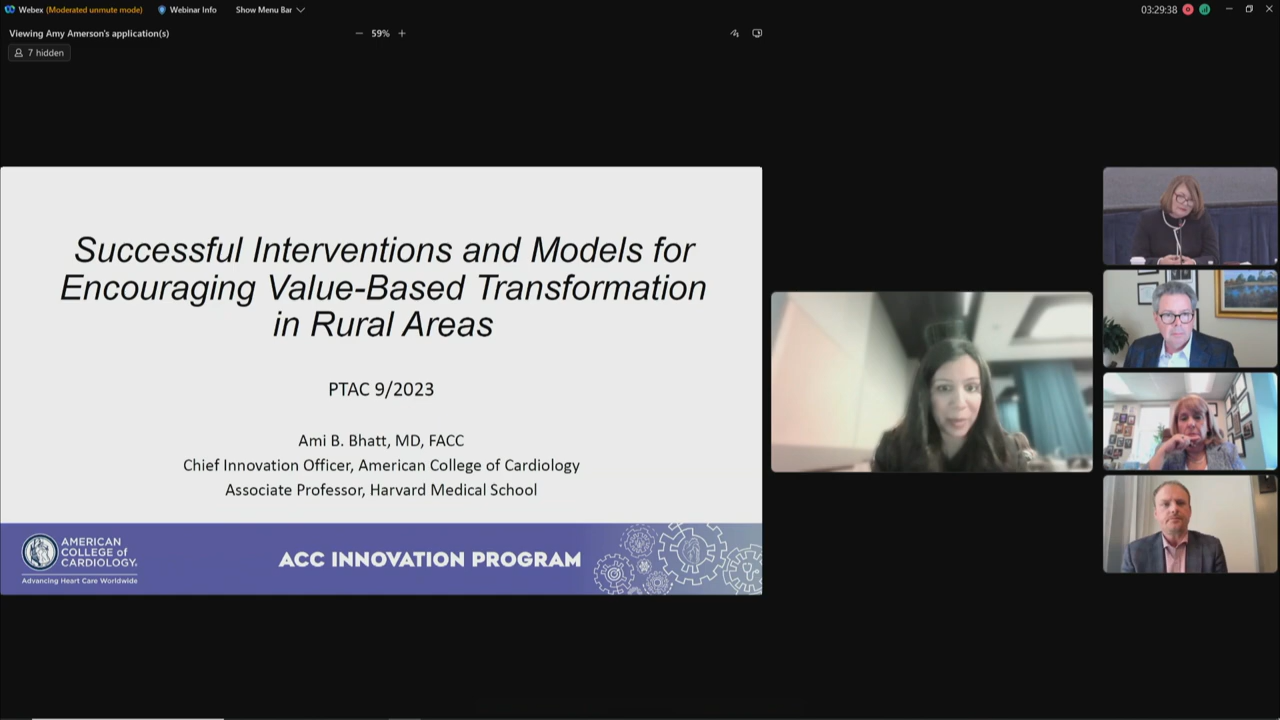 Webex (Moderated unmute mode) Webinar Info Show Menu Bar 03:29:38
Viewing Amy Amerson's application(s) 59%
7 hidden
Successful Interventions and Models for
Encouraging Value-Based Transformation
in Rural Areas
PTAC 9/2023
Ami B. Bhatt, MD, FACC
Chief Innovation Officer, American College of Cardiology
Associate Professor, Harvard Medical School
AMERICAN
COLLEGE of
CARDIOLOGY
Advancing Heart Care Worldwide
ACC INNOVATION PROGRAM